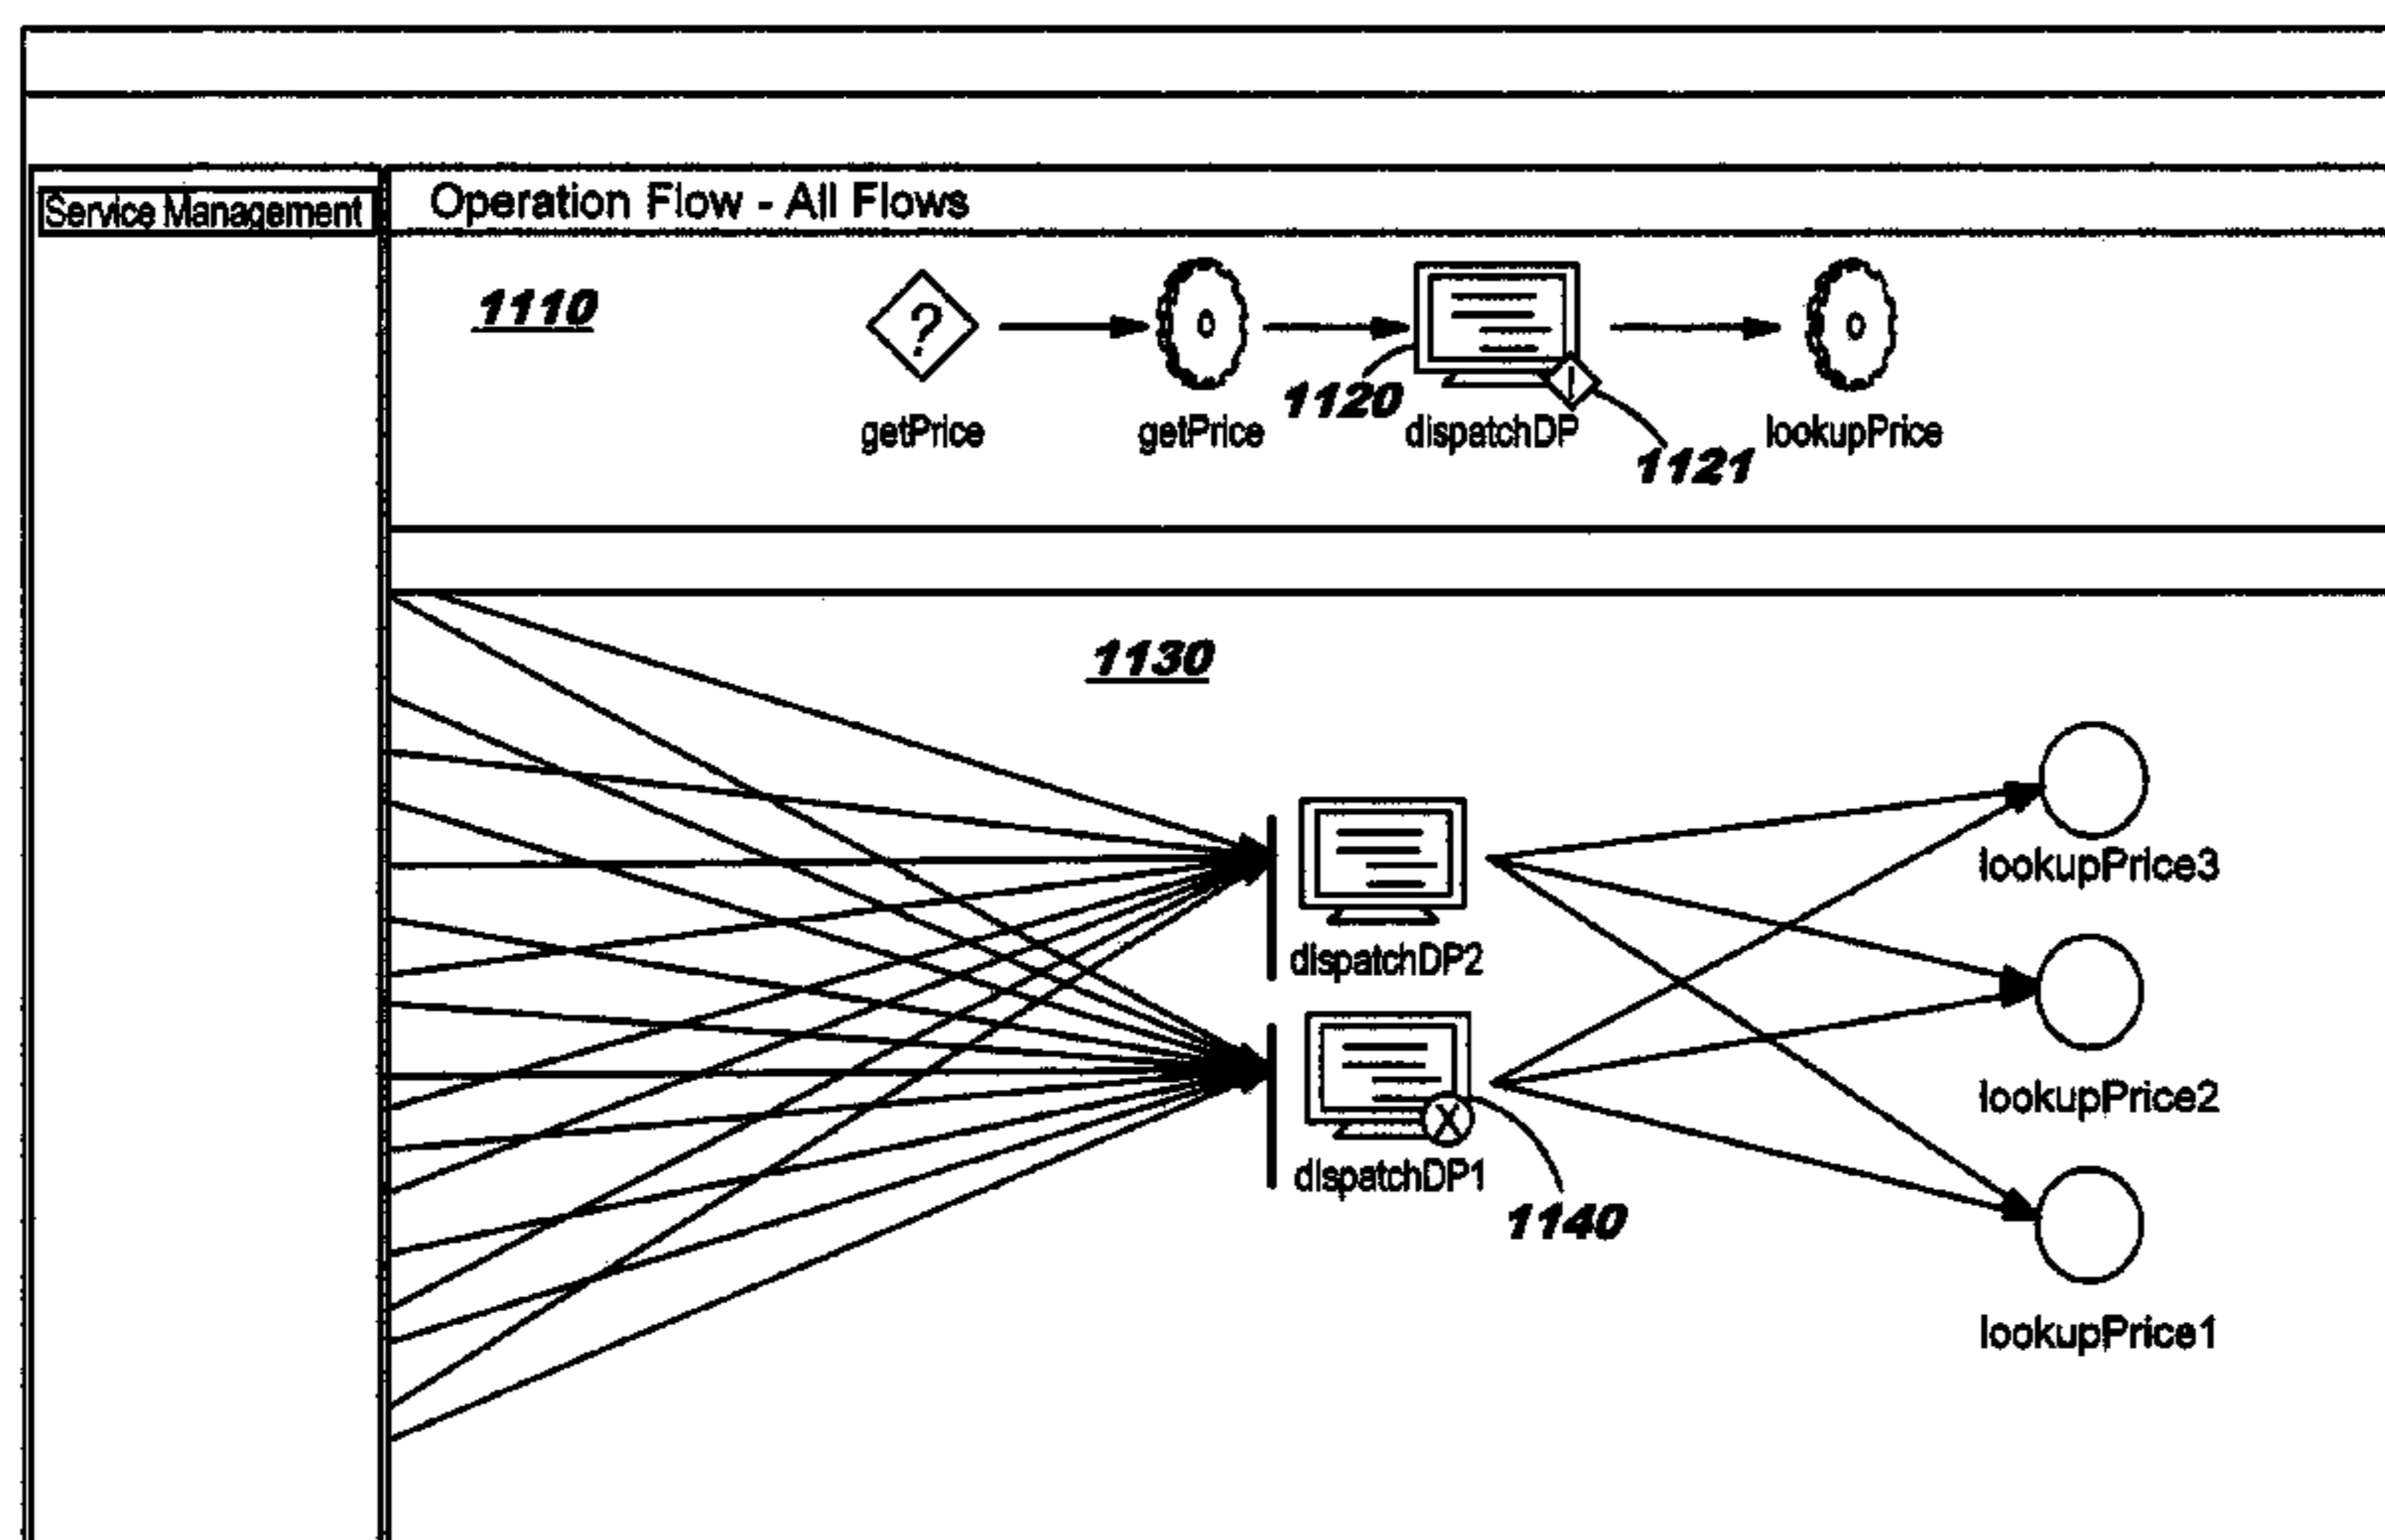 Service Management
Operation Flow - All Flows
1110
?
o
o
1120
getPrice
getPrice
dispatchDP
lookupPrice
1121
1130
lookupPrice3
dispatchDP2
lookupPrice2
X
dispatchDP1
1140
lookupPrice1